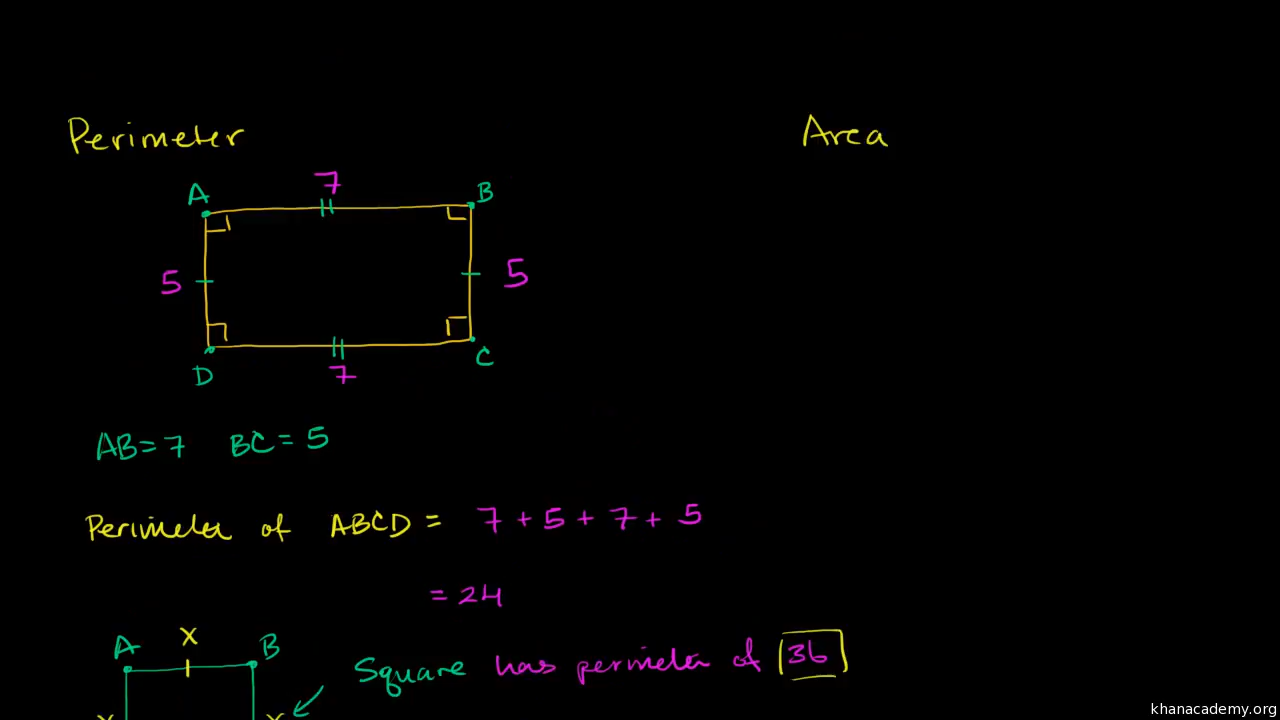 Perimeter
Area
A 7 B
5 5
D 7 C
AB=7 BC=5
Perimeter of ABCD = 7 + 5 + 7 + 5
= 24
A x B
Square has perimeter of 36
x x
khanacademy.org